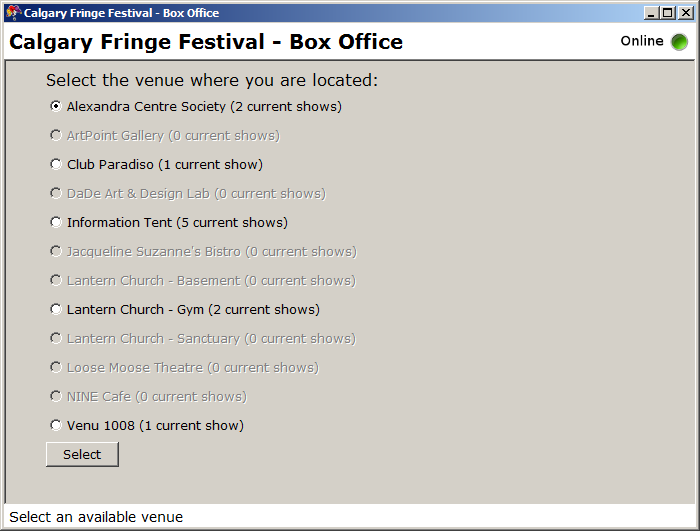 Calgary Fringe Festival - Box Office
Calgary Fringe Festival - Box Office
Online
Select the venue where you are located:
Alexandra Centre Society (2 current shows)
ArtPoint Gallery (0 current shows)
Club Paradiso (1 current show)
DaDe Art & Design Lab (0 current shows)
Information Tent (5 current shows)
Jacqueline Suzanne's Bistro (0 current shows)
Lantern Church - Basement (0 current shows)
Lantern Church - Gym (2 current shows)
Lantern Church - Sanctuary (0 current shows)
Loose Moose Theatre (0 current shows)
NINE Cafe (0 current shows)
Venu 1008 (1 current show)
Select
Select an available venue